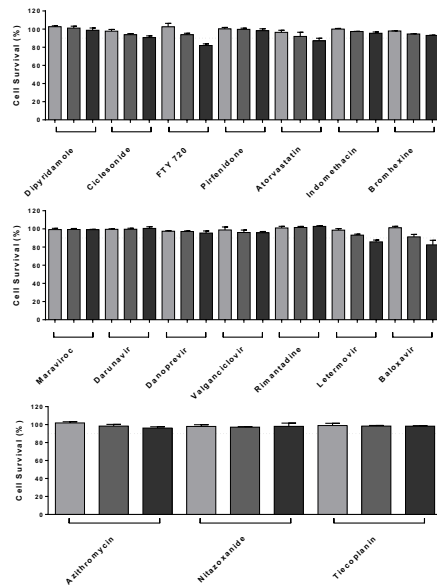 Cell Survival (%)
120
100
80
60
40
20
0
Dipyridamole
Ciclesonide
FTY 720
Pirfenidone
Atorvastatin
Indomethacin
Bromhexine
Cell Survival (%)
120
100
80
60
40
20
0
Maraviroc
Darunavir
Danoprevir
Valganciclovir
Rimantadine
Letermovir
Baloxavir
Cell Survival (%)
120
100
80
60
40
20
0
Azithromycin
Nitazoxanide
Tiecoplanin